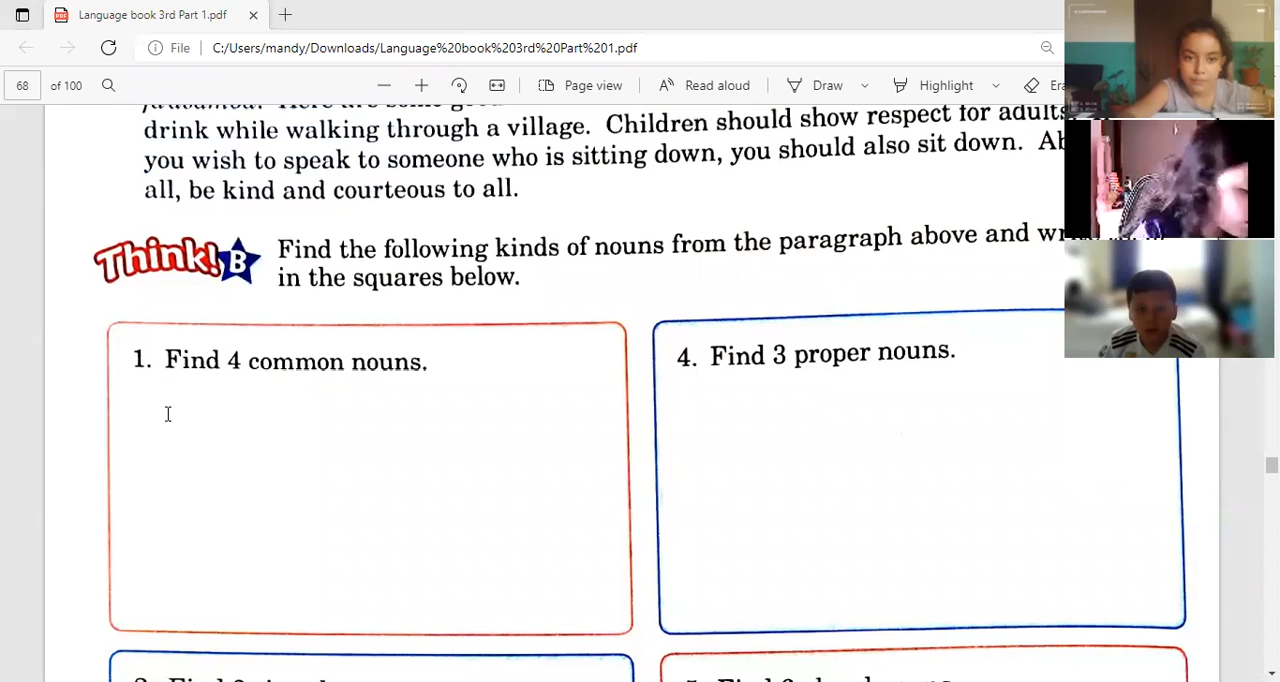 Language book 3rd Part 1.pdf
File C:/Users/mandy/Downloads/Language%20book%203rd%20Part%201.pdf
68 of 100 Page view Read aloud Draw Highlight Era
drink while walking through a village. Children should show respect for adults.
you wish to speak to someone who is sitting down, you should also sit down. Ab
all, be kind and courteous to all.
Think! B Find the following kinds of nouns from the paragraph above and wr
in the squares below.
1. Find 4 common nouns.
4. Find 3 proper nouns.